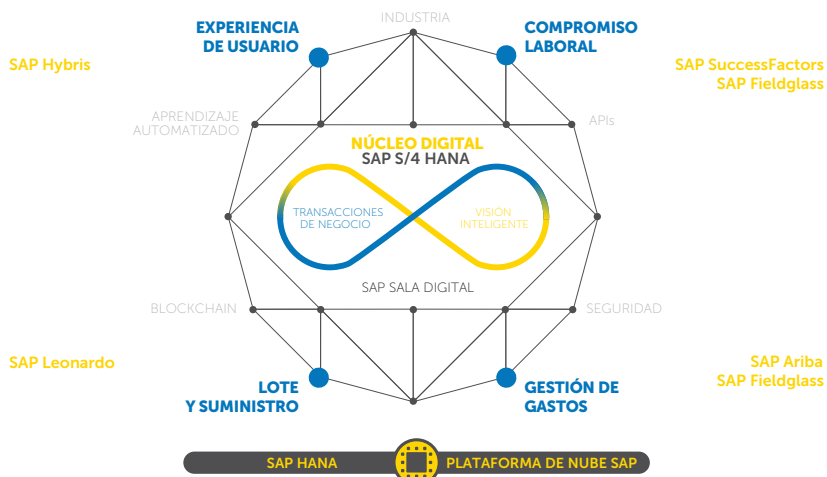 INDUSTRIA
EXPERIENCIA
DE USUARIO
COMPROMISO
LABORAL
SAP Hybris
SAP SuccessFactors
SAP Fieldglass
APRENDIZAJE
AUTOMATIZADO
APIs
NÚCLEO DIGITAL
SAP S/4 HANA
TRANSACCIONES
DE NEGOCIO
VISIÓN
INTELIGENTE
SAP SALA DIGITAL
BLOCKCHAIN
SEGURIDAD
SAP Leonardo
SAP Ariba
SAP Fieldglass
LOTE
Y SUMINISTRO
GESTIÓN DE
GASTOS
SAP HANA
PLATAFORMA DE NUBE SAP